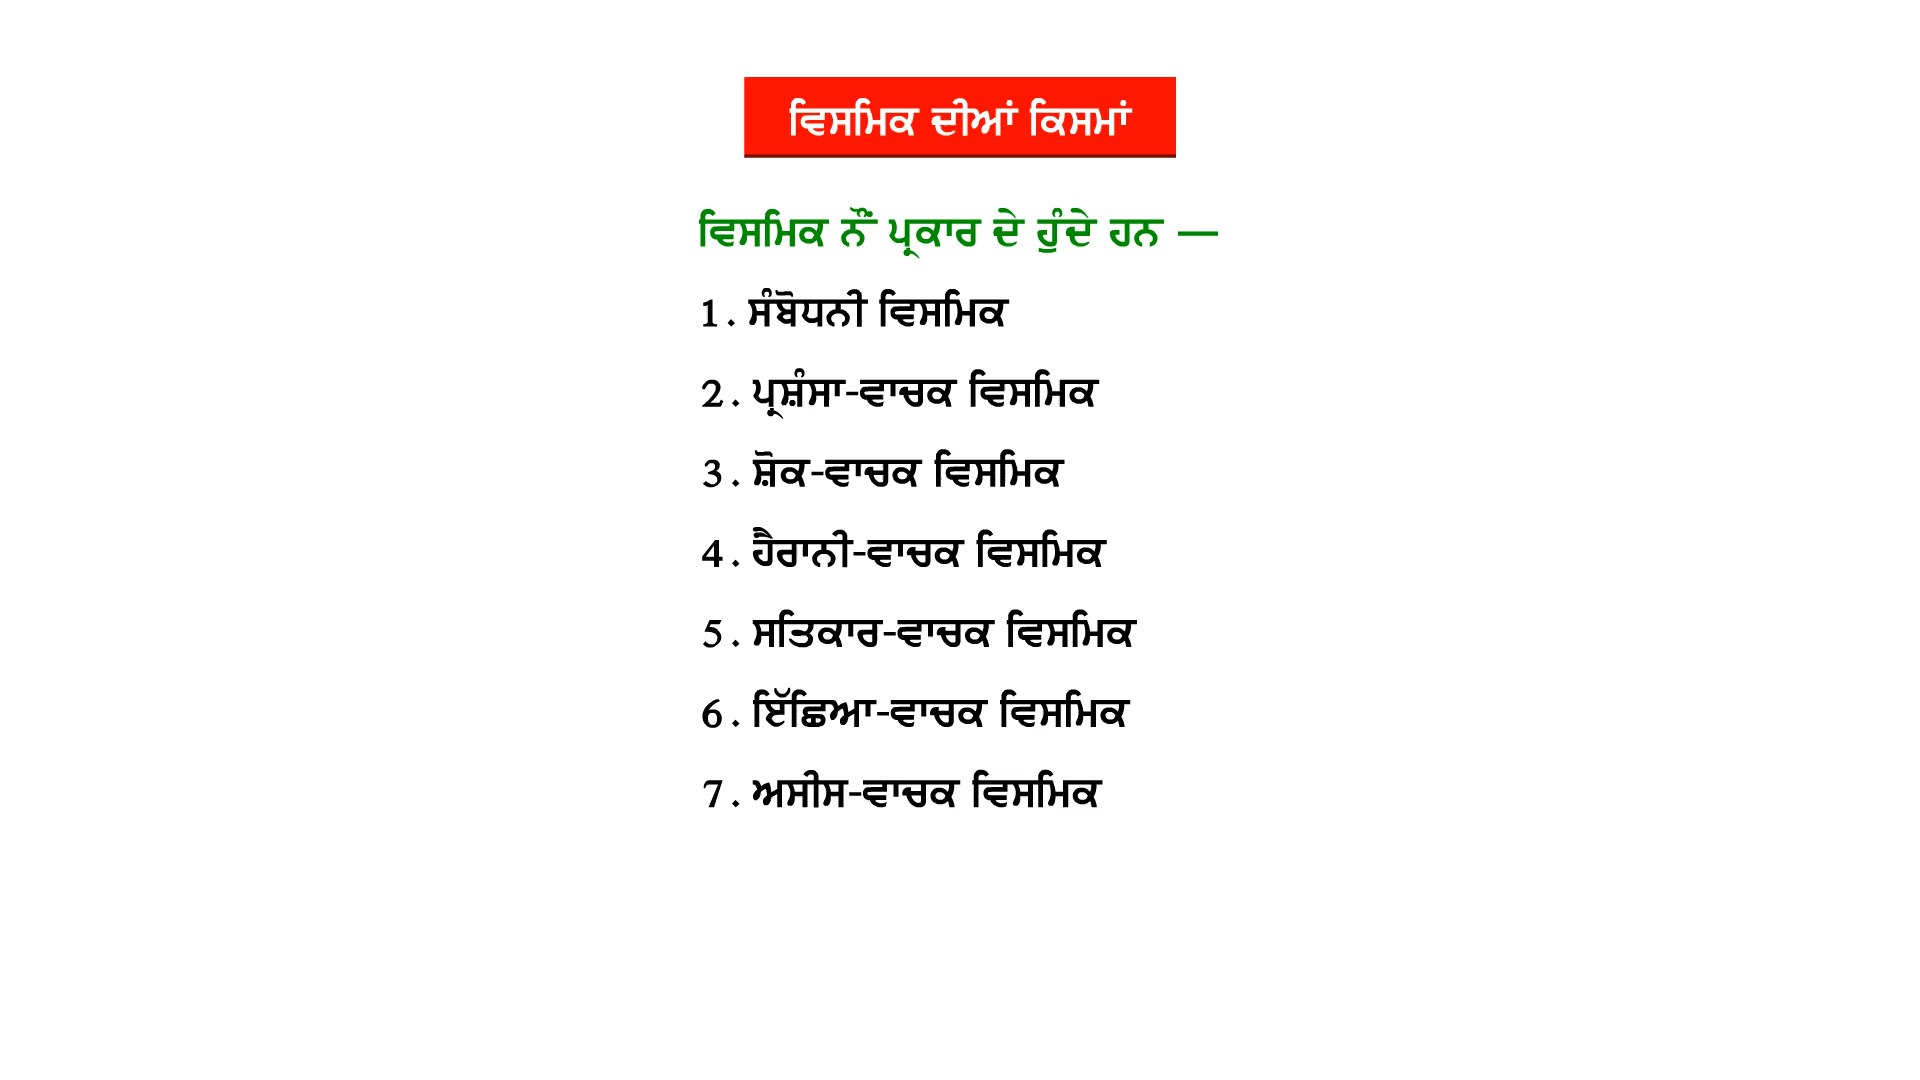 ਵਿਸਮਿਕ ਦੀਆਂ ਕਿਸਮਾਂ
ਵਿਸਮਿਕ ਨੌਂ ਪ੍ਰਕਾਰ ਦੇ ਹੁੰਦੇ ਹਨ —
1. ਸੰਬੋਧਨੀ ਵਿਸਮਿਕ
2. ਪ੍ਰਸ਼ੰਸਾ-ਵਾਚਕ ਵਿਸਮਿਕ
3. ਸ਼ੋਕ-ਵਾਚਕ ਵਿਸਮਿਕ
4. ਹੈਰਾਨੀ-ਵਾਚਕ ਵਿਸਮਿਕ
5. ਸਤਿਕਾਰ-ਵਾਚਕ ਵਿਸਮਿਕ
6. ਇੱਛਿਆ-ਵਾਚਕ ਵਿਸਮਿਕ
7. ਅਸੀਸ-ਵਾਚਕ ਵਿਸਮਿਕ